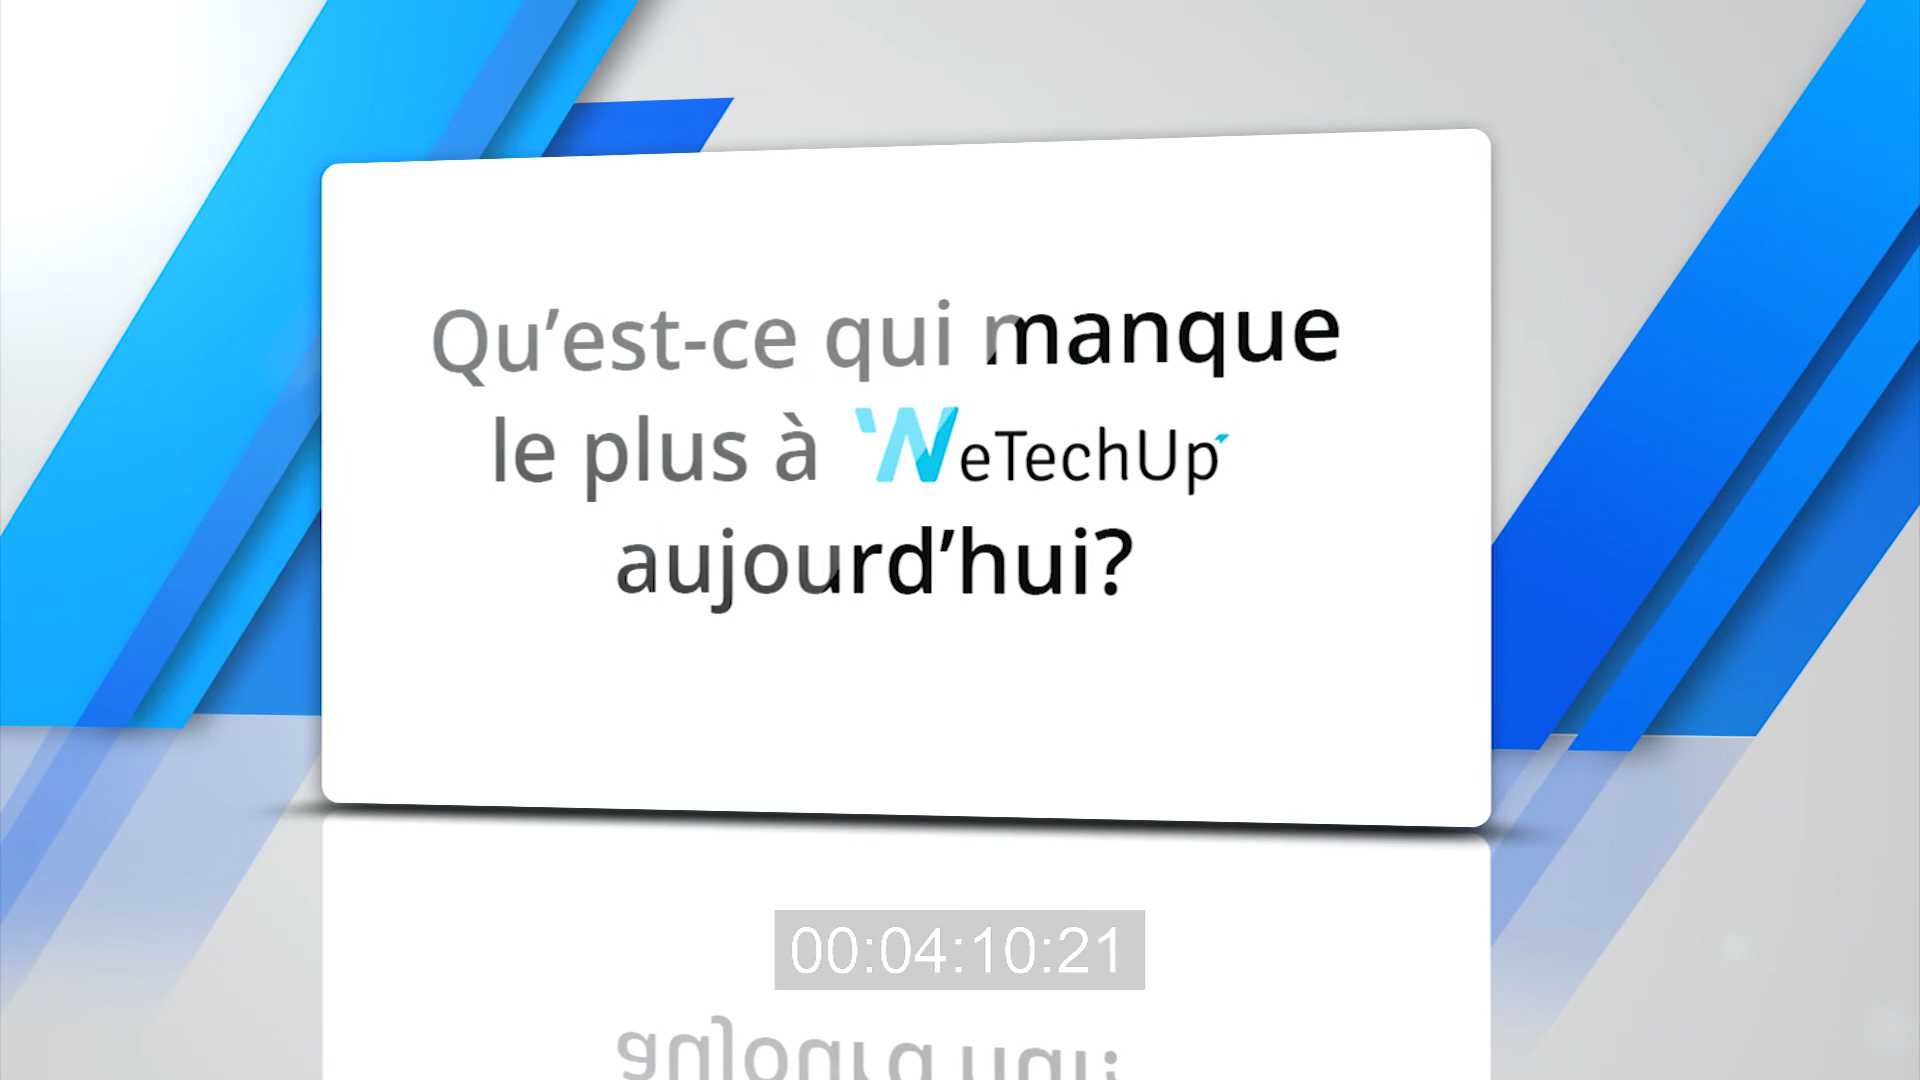 Qu’est-ce qui manque
le plus à WeTechUp
aujourd’hui?
00:04:10:21